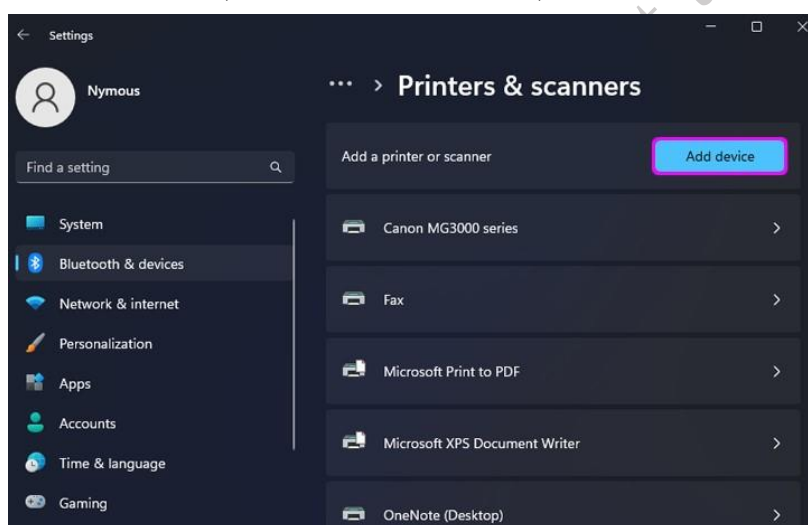 Settings
Nymous
Find a setting
System
Bluetooth & devices
Network & internet
Personalization
Apps
Accounts
Time & language
Gaming
··· > Printers & scanners
Add a printer or scanner
Add device
Canon MG3000 series
Fax
Microsoft Print to PDF
Microsoft XPS Document Writer
OneNote (Desktop)